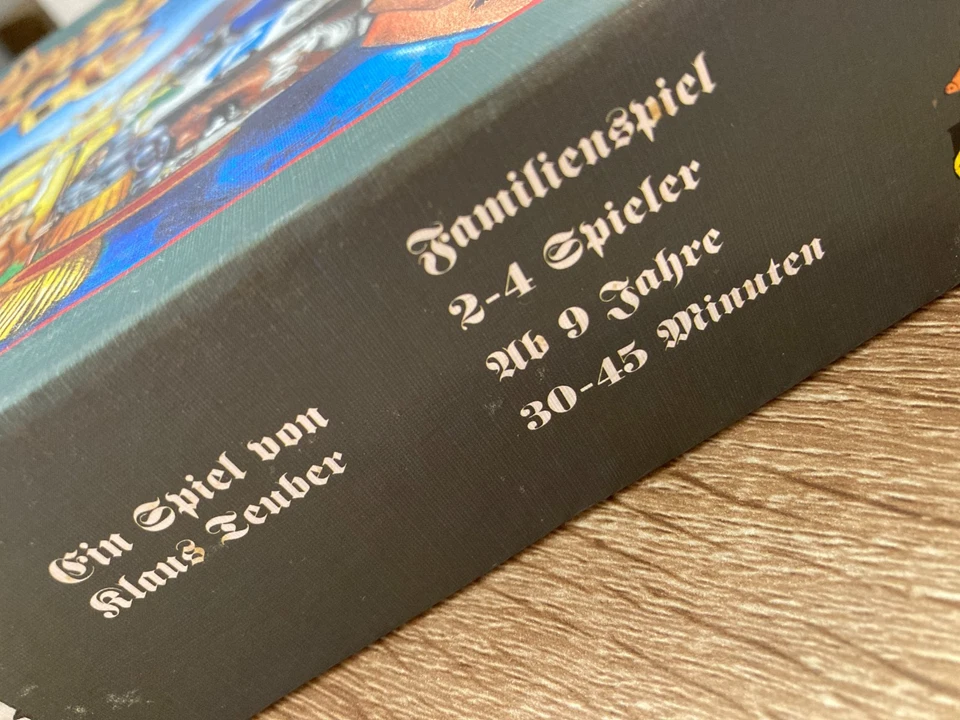 Familienspiel
2-4 Spieler
Ab 9 Jahre
30-45 Minuten
Ein Spiel von
Klaus Teuber